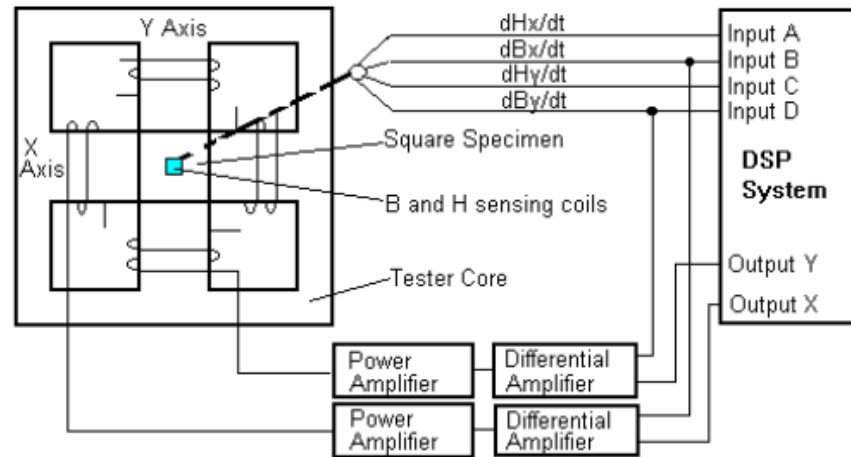 Y Axis
X
Axis
Square Specimen
B and H sensing coils
Tester Core
dHx/dt
dBx/dt
dHy/dt
dBy/dt
Input A
Input B
Input C
Input D
DSP
System
Output Y
Output X
Power
Amplifier
Differential
Amplifier
Power
Amplifier
Differential
Amplifier